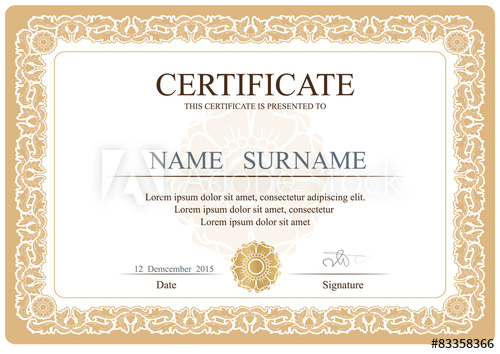 CERTIFICATE
THIS CERTIFICATE IS PRESENTED TO
NAME SURNAME
Adobe Stock
Lorem ipsum dolor sit amet, consectetur adipiscing elit.
Lorem ipsum dolor sit amet, consectetur
Lorem ipsum dolor sit amet
12 Demcember 2015
Date
Signature
#83358366